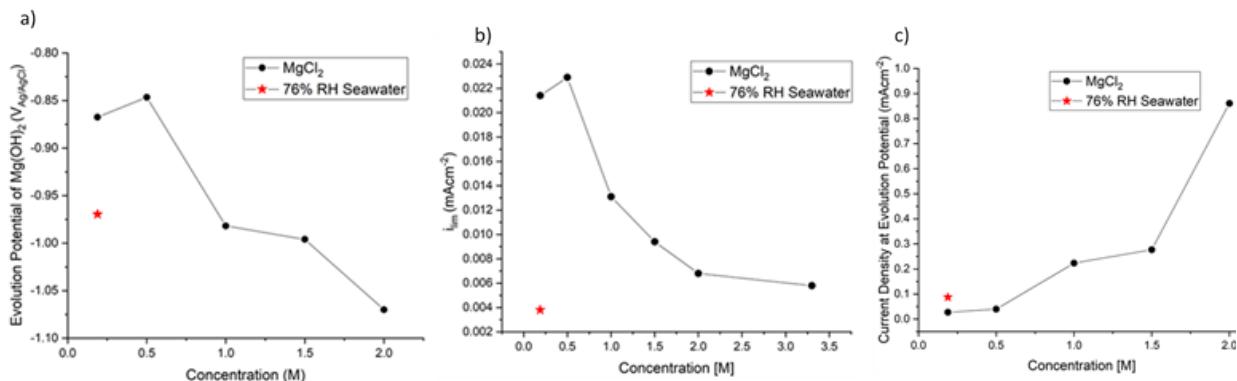 a)
Evolution Potential of Mg(OH)₂ (V_Ag/AgCl)
-0.80
-0.85
-0.90
-0.95
-1.00
-1.05
-1.10
MgCl₂
76% RH Seawater
0.0 0.5 1.0 1.5 2.0
Concentration (M)
b)
i_lim (mAcm⁻²)
0.024
0.022
0.020
0.018
0.016
0.014
0.012
0.010
0.008
0.006
0.004
0.002
MgCl₂
76% RH Seawater
0.0 0.5 1.0 1.5 2.0 2.5 3.0 3.5
Concentration [M]
c)
Current Density at Evolution Potential (mAcm⁻²)
1.0
0.9
0.8
0.7
0.6
0.5
0.4
0.3
0.2
0.1
0.0
MgCl₂
76% RH Seawater
0.0 0.5 1.0 1.5 2.0
Concentration [M]